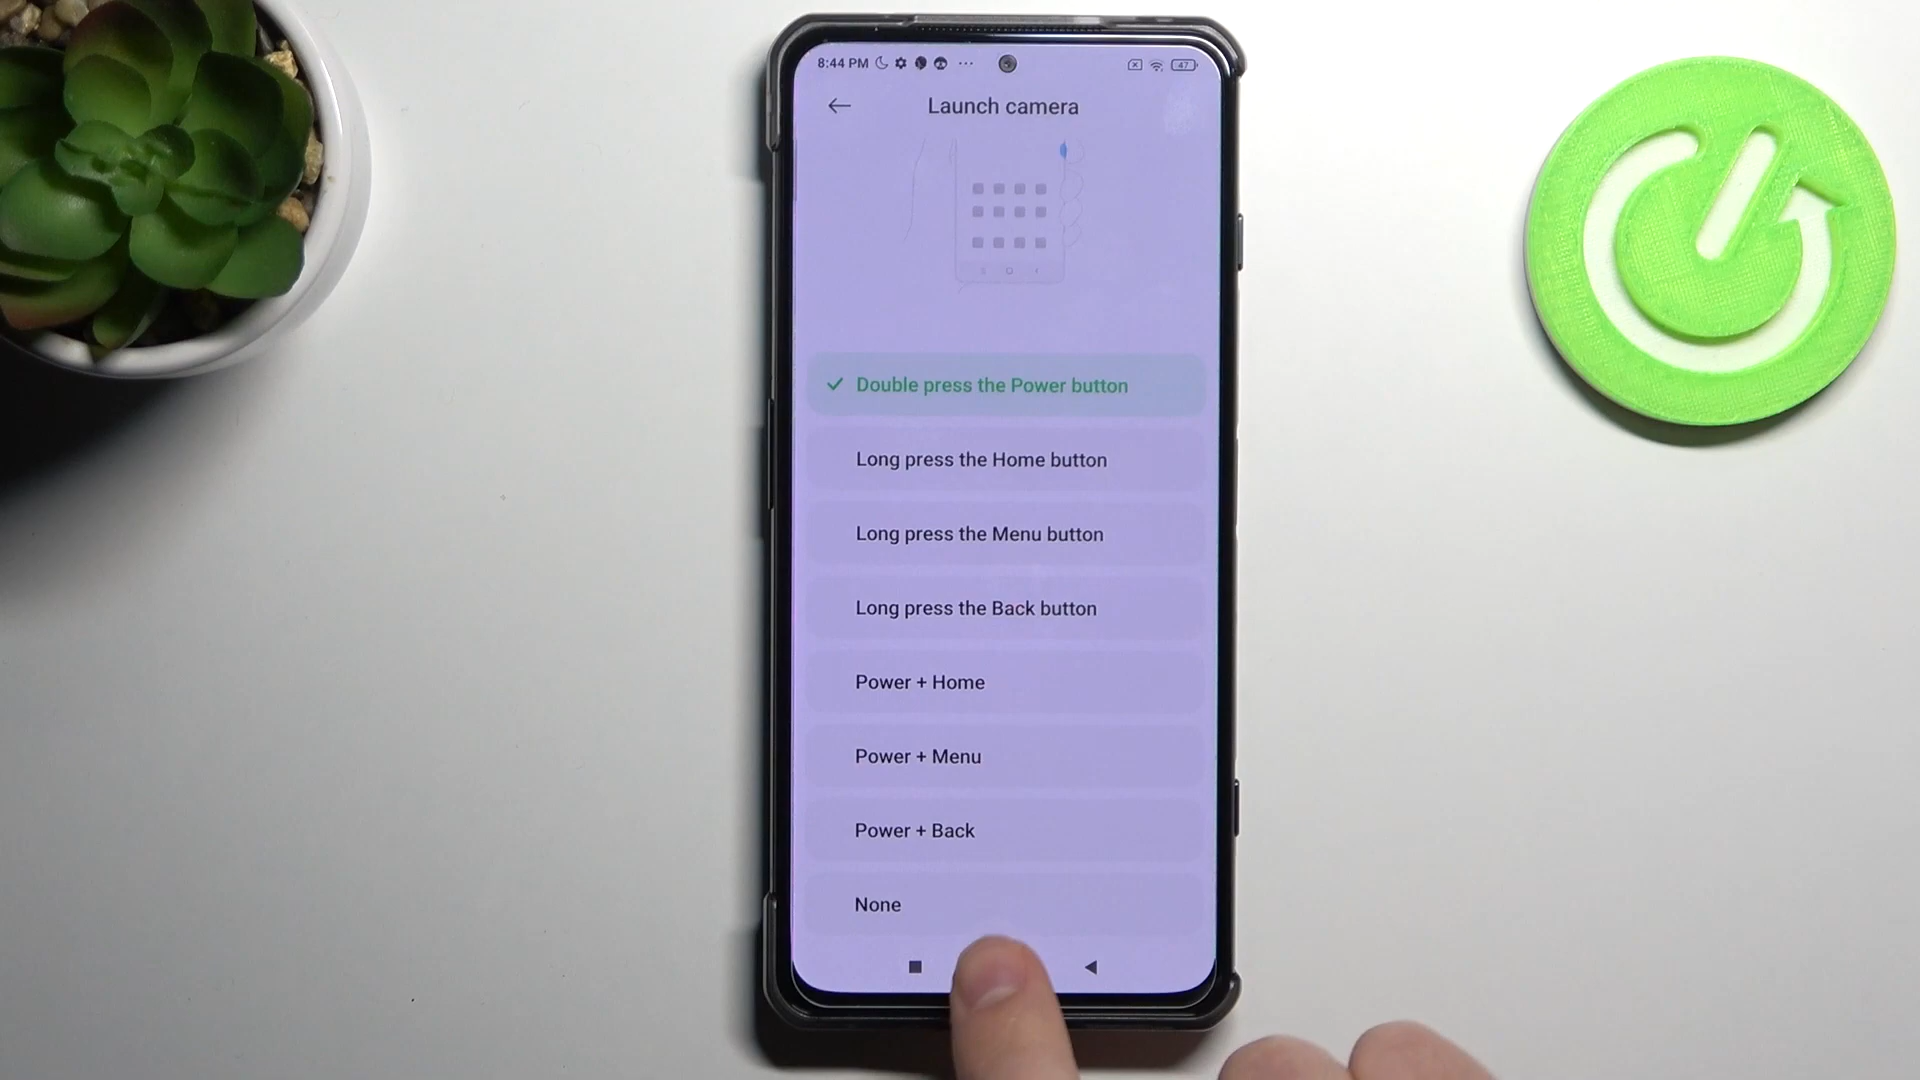 8:44 PM ... 47
Launch camera
Double press the Power button
Long press the Home button
Long press the Menu button
Long press the Back button
Power + Home
Power + Menu
Power + Back
None